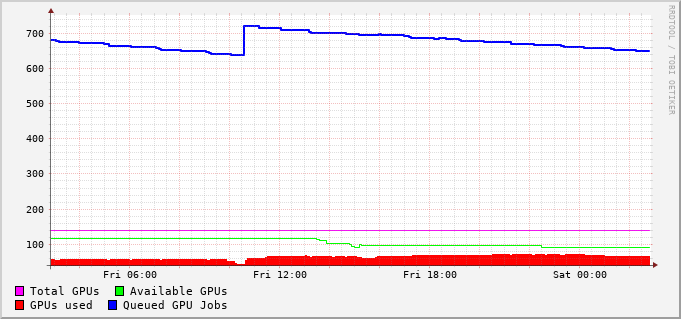 RRDTOOL / TOBI OETIKER
700
600
500
400
300
200
100
Fri 06:00 Fri 12:00 Fri 18:00 Sat 00:00
Total GPUs Available GPUs
GPUs used Queued GPU Jobs